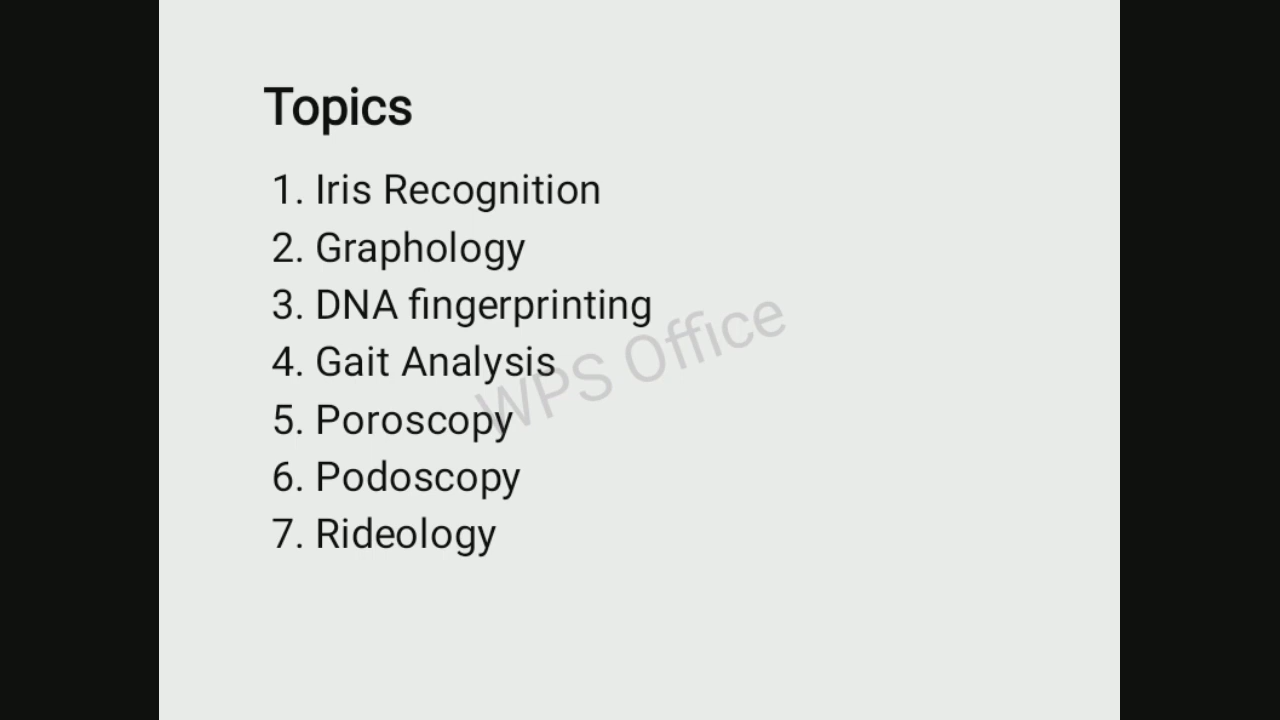 Topics
1. Iris Recognition
2. Graphology
3. DNA fingerprinting
4. Gait Analysis
5. Poroscopy
6. Podoscopy
7. Rideology
WPS Office